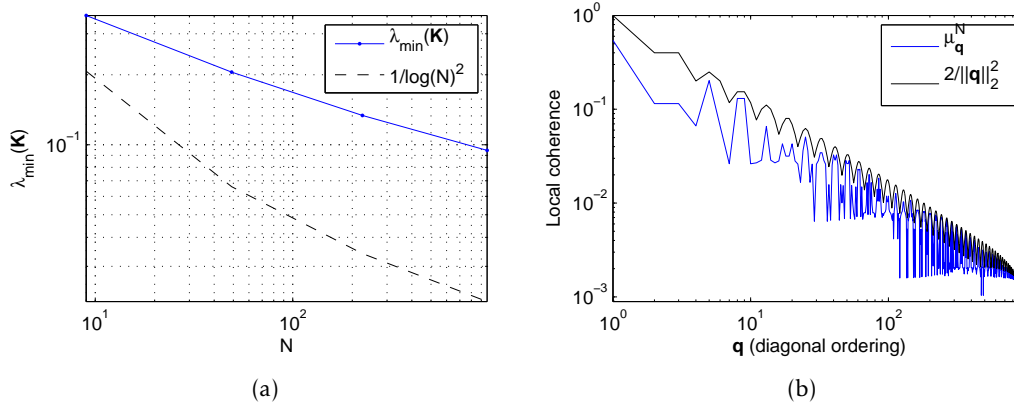 λmin(K)
1/log(N)^2
10^-1
λmin(K)
10^1
10^2
N
(a)
μ_q^N
2/||q||_2^2
10^0
10^-1
10^-2
10^-3
Local coherence
10^0
10^1
10^2
q (diagonal ordering)
(b)